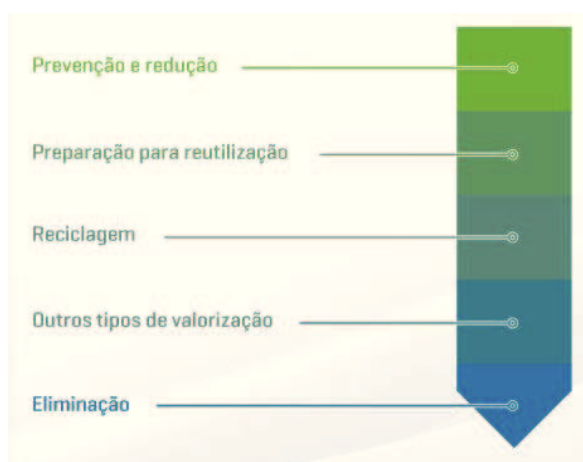 Prevenção e redução
Preparação para reutilização
Reciclagem
Outros tipos de valorização
Eliminação